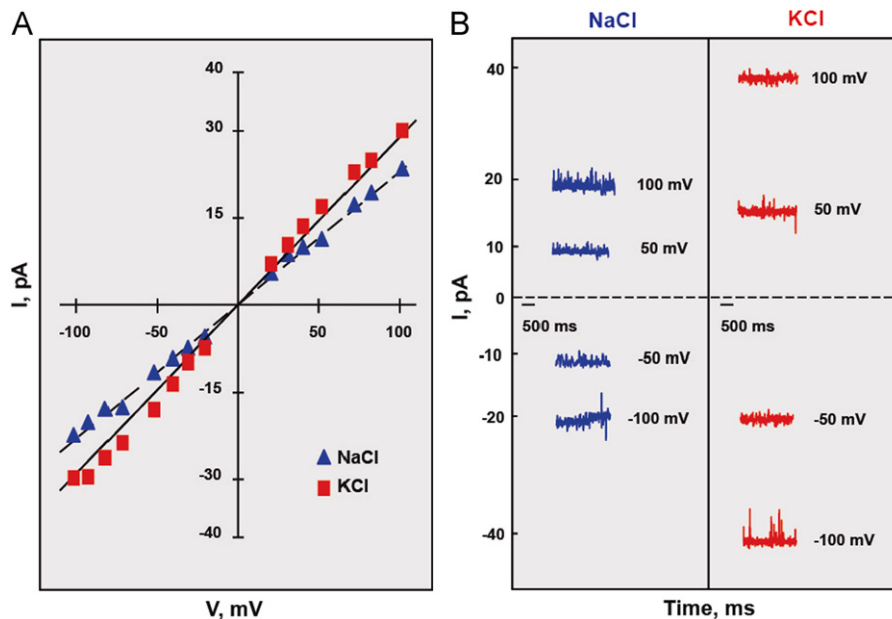 A
I, pA
40
30
15
-100
-50
50
100
-15
-30
-40
NaCl
KCl
V, mV
B
NaCl
KCl
I, pA
40
20
10
0
-10
-20
-40
100 mV
50 mV
500 ms
-50 mV
-100 mV
100 mV
50 mV
500 ms
-50 mV
-100 mV
Time, ms